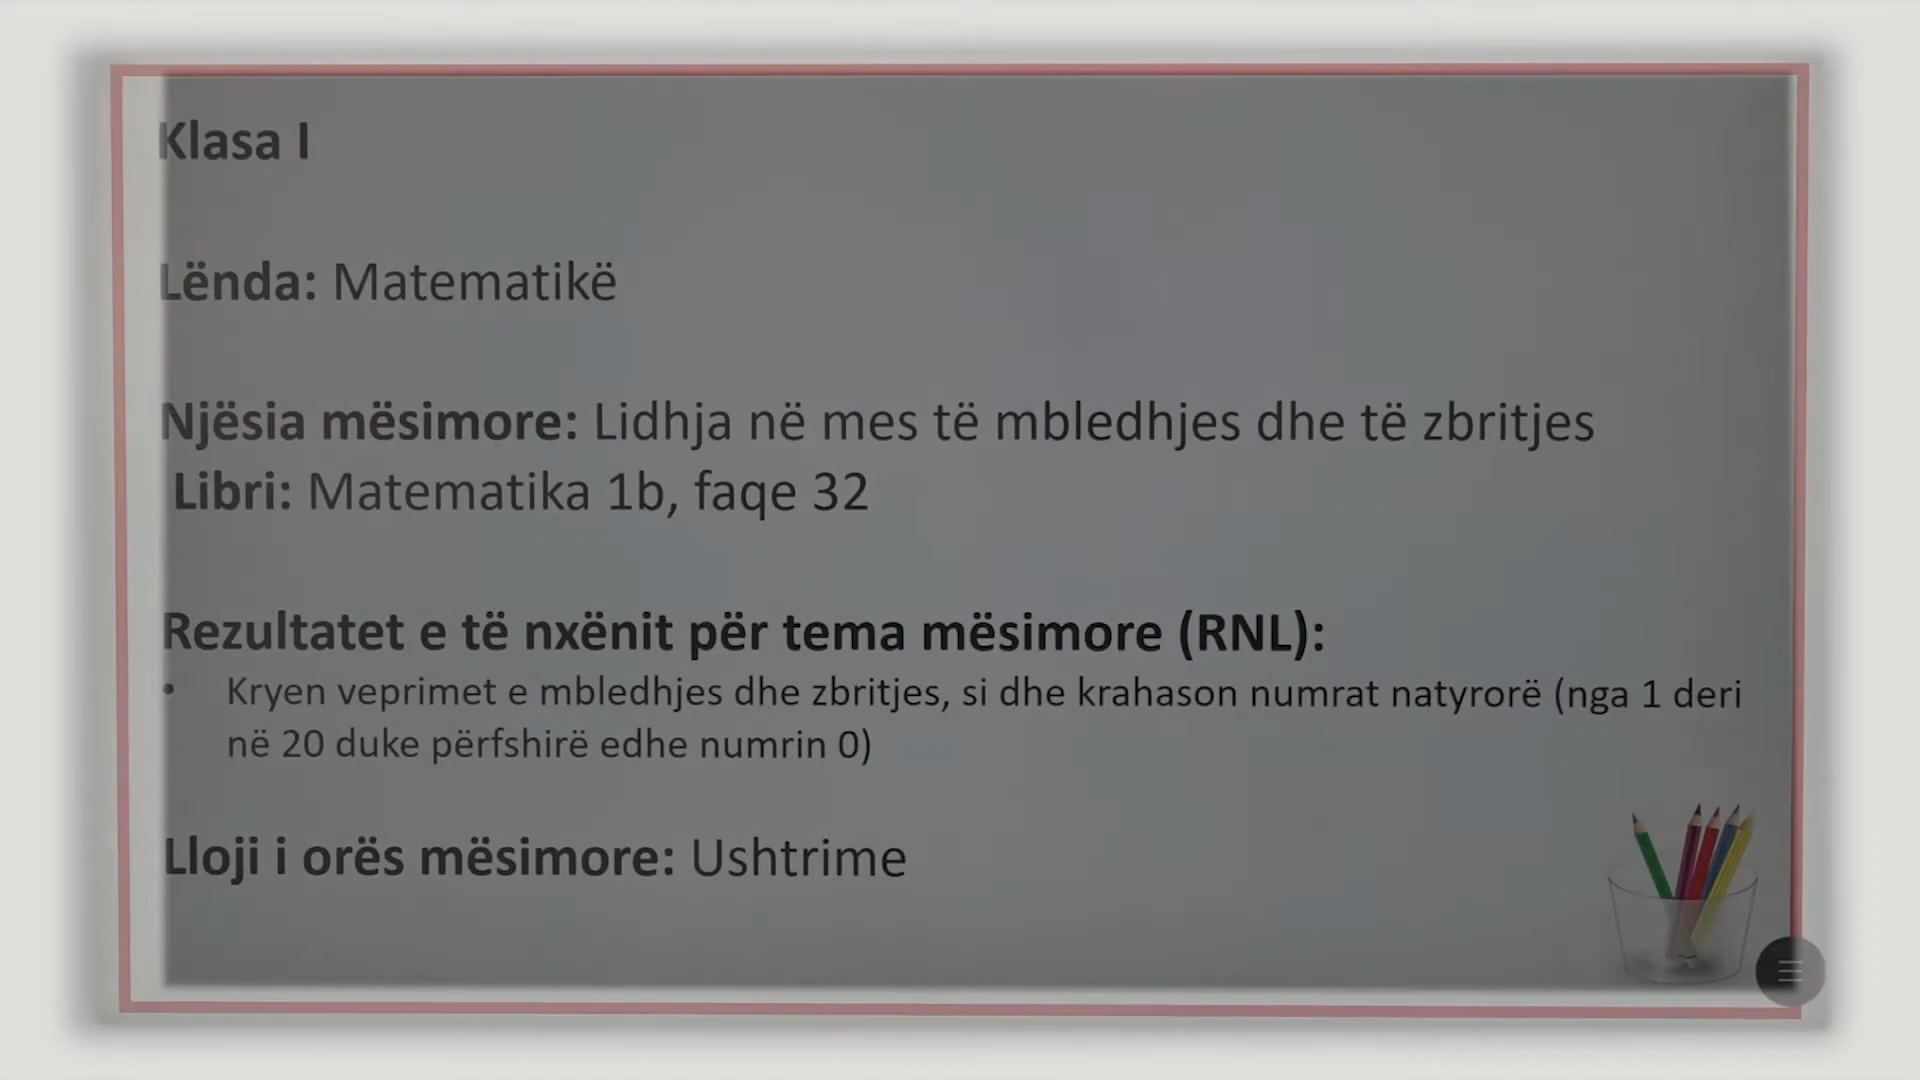 Klasa I
Lënda: Matematikë
Njësia mësimore: Lidhja në mes të mbledhjes dhe të zbritjes
Libri: Matematika 1b, faqe 32
Rezultatet e të nxënit për tema mësimore (RNL):
• Kryen veprimet e mbledhjes dhe zbritjes, si dhe krahason numrat natyrorë (nga 1 deri
në 20 duke përfshirë edhe numrin 0)
Lloji i orës mësimore: Ushtrime